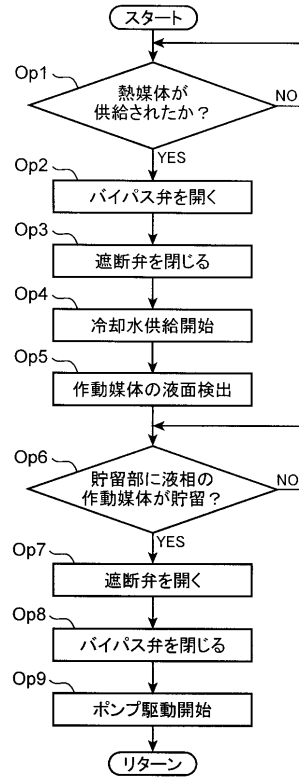 スタート
Op1
熱媒体が
供給されたか？
NO
YES
Op2
バイパス弁を開く
Op3
遮断弁を閉じる
Op4
冷却水供給開始
Op5
作動媒体の液面検出
Op6
貯留部に液相の
作動媒体が貯留？
NO
YES
Op7
遮断弁を開く
Op8
バイパス弁を閉じる
Op9
ポンプ駆動開始
リターン